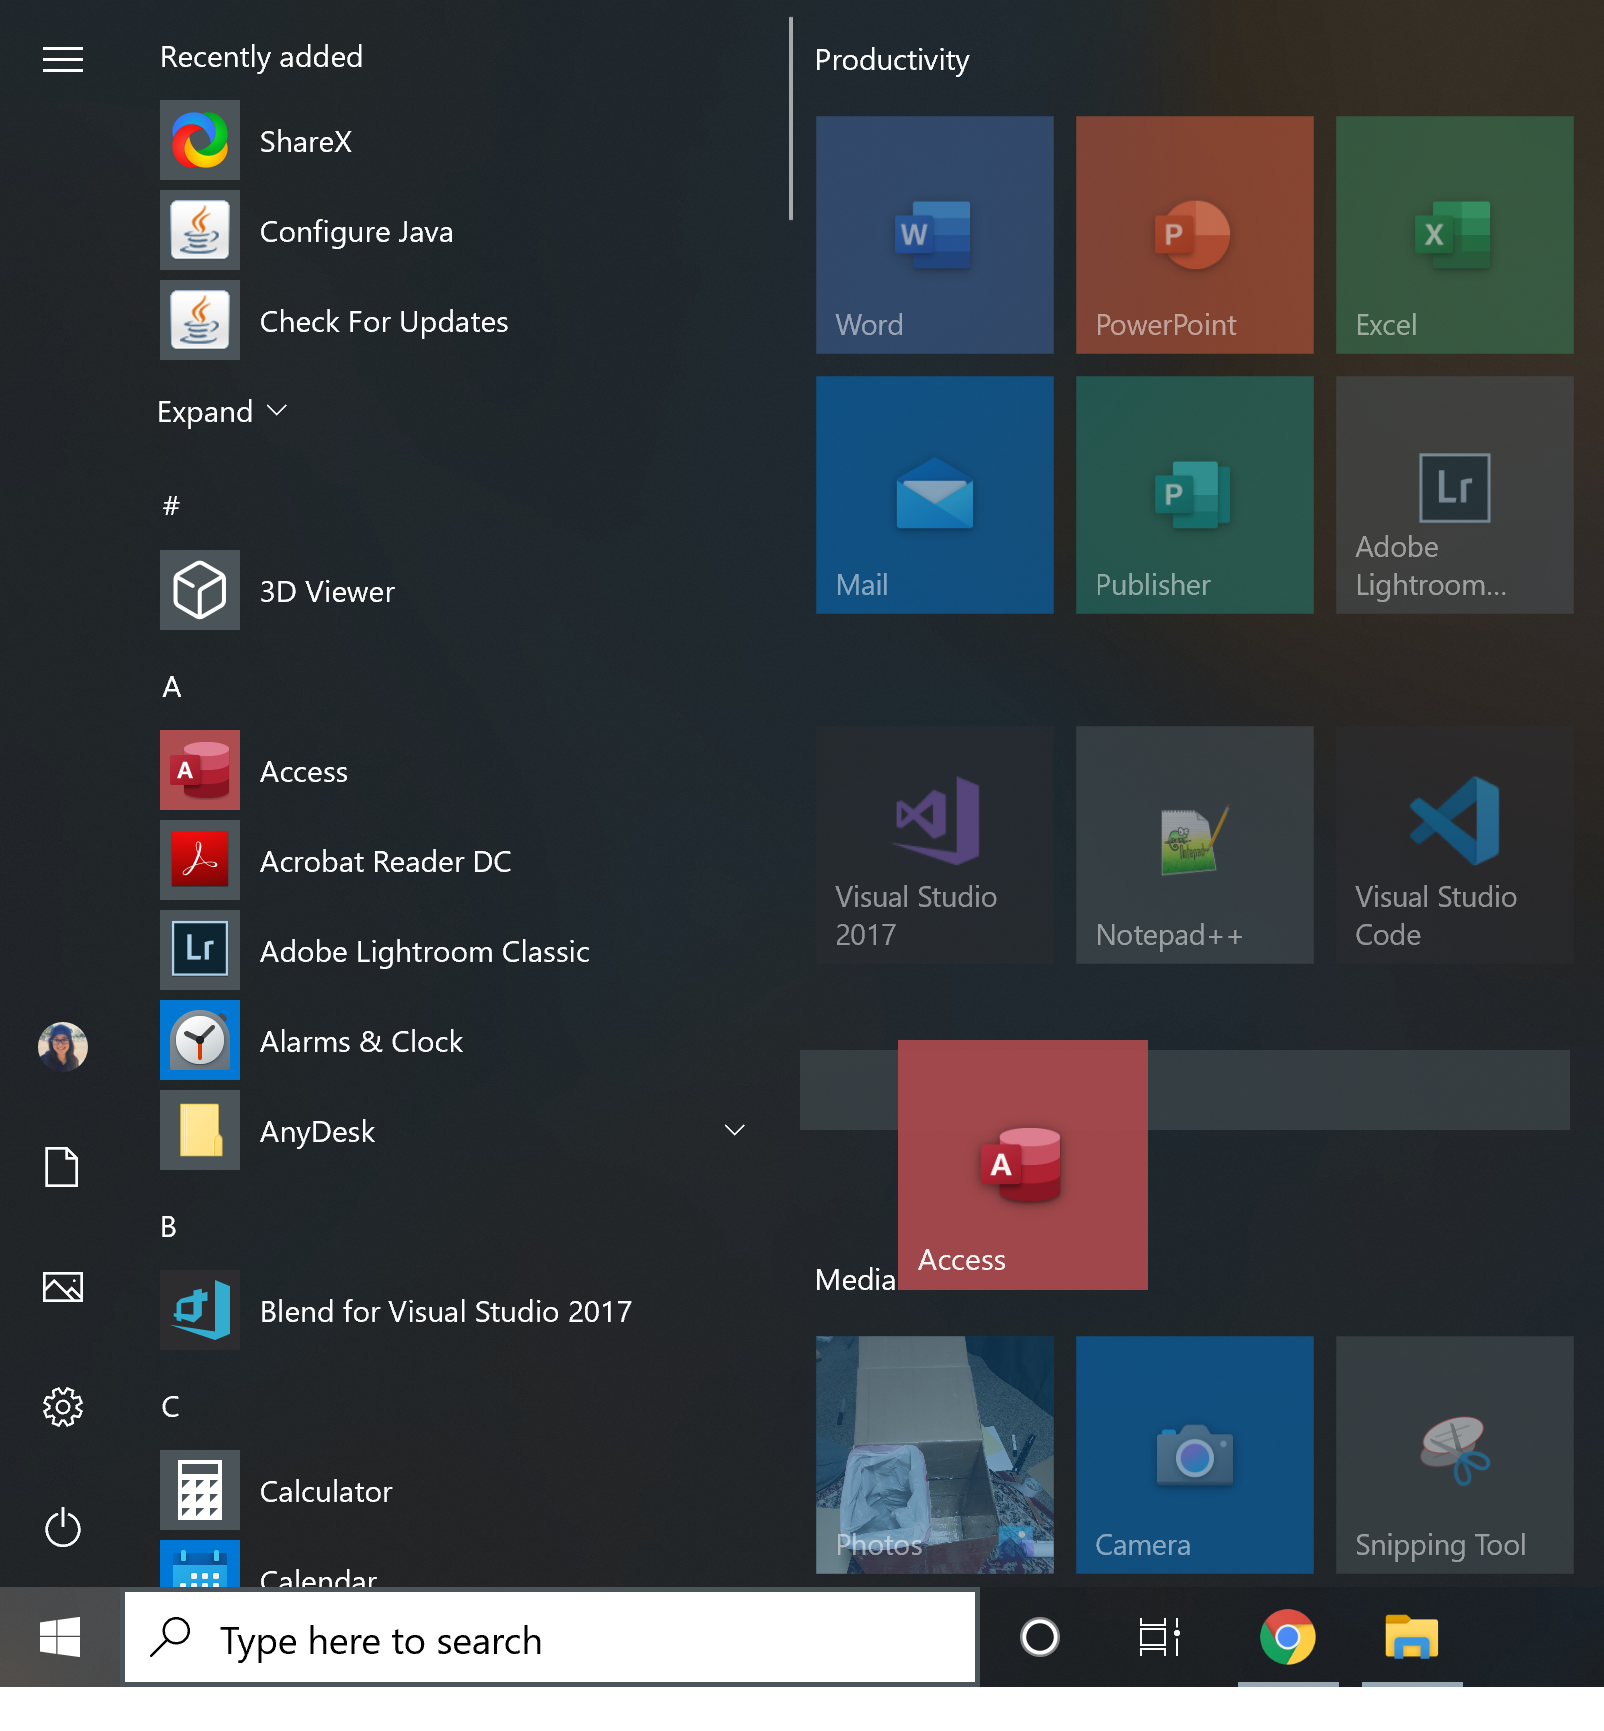 Recently added
ShareX
Configure Java
Check For Updates
Expand
#
3D Viewer
A
A
Access
Acrobat Reader DC
Lr
Adobe Lightroom Classic
Alarms & Clock
AnyDesk
B
Blend for Visual Studio 2017
C
Calculator
Calendar
Productivity
W
Word
P
PowerPoint
X
Excel
Mail
P
Publisher
Lr
Adobe
Lightroom...
Visual Studio
2017
Notepad++
Visual Studio
Code
A
Access
Media
Photos
Camera
Snipping Tool
Type here to search